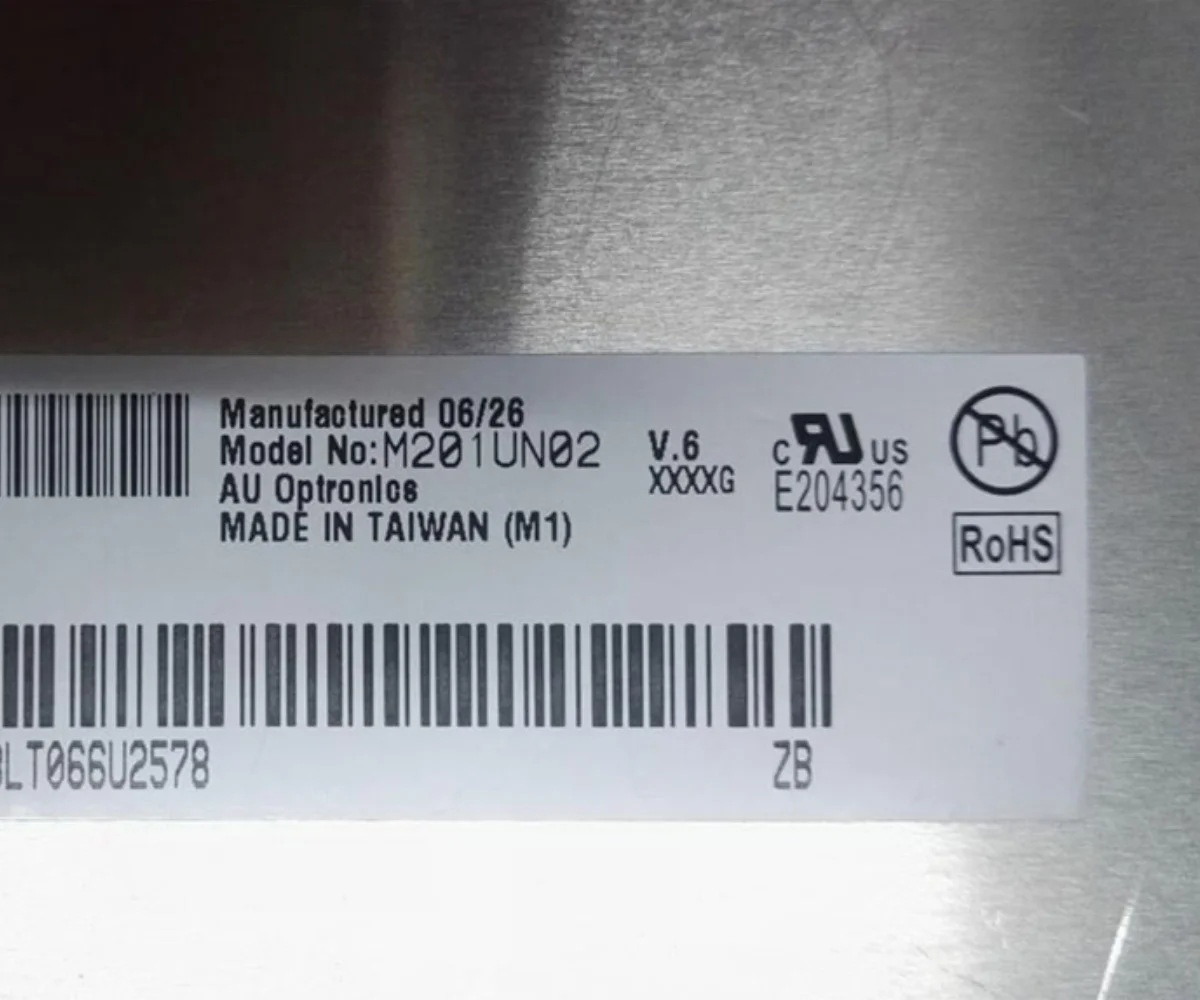 Manufactured 06/26
Model No:M201UN02 V.6
AU Optronics XXXXG
MADE IN TAIWAN (M1)
c RU US
E204356
Pb
RoHS
LT066U2578 ZB